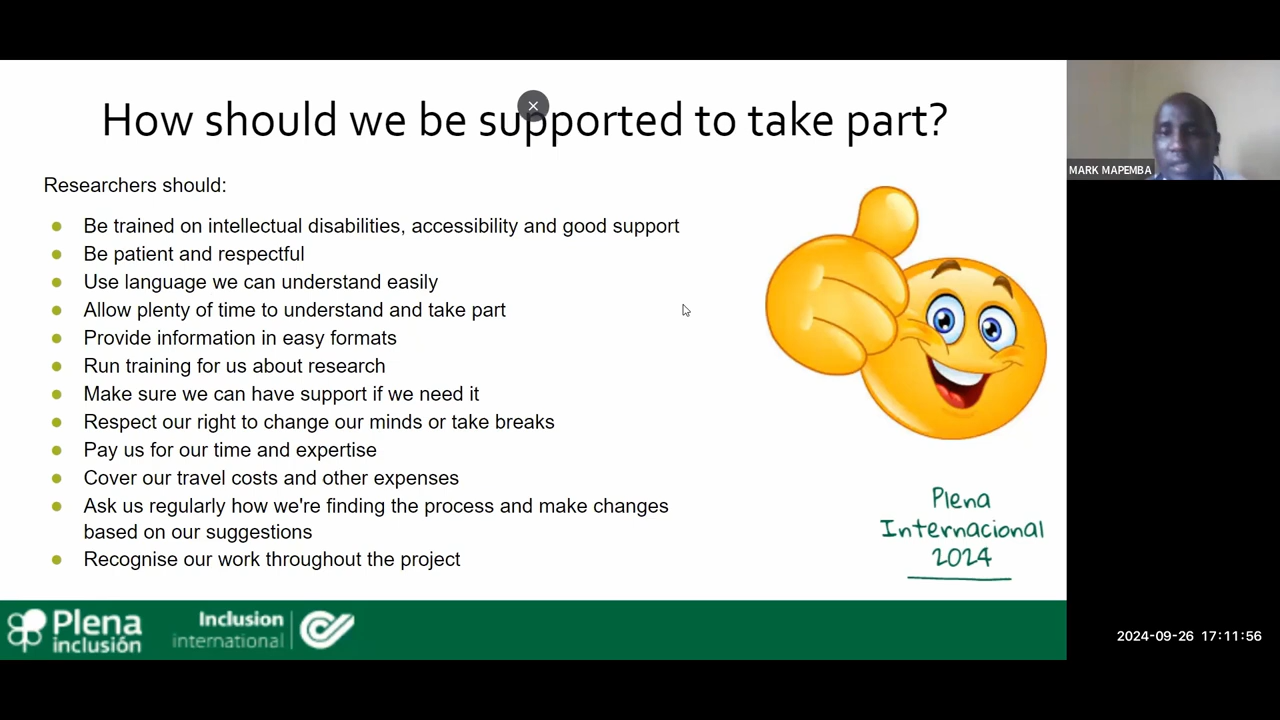 How should we be supported to take part?
MARK MAPEMBA
Researchers should:
Be trained on intellectual disabilities, accessibility and good support
Be patient and respectful
Use language we can understand easily
Allow plenty of time to understand and take part
Provide information in easy formats
Run training for us about research
Make sure we can have support if we need it
Respect our right to change our minds or take breaks
Pay us for our time and expertise
Cover our travel costs and other expenses
Ask us regularly how we're finding the process and make changes
based on our suggestions
Recognise our work throughout the project
Plena
Internacional
2024
Plena
inclusión
Inclusion
international
2024-09-26 17:11:56